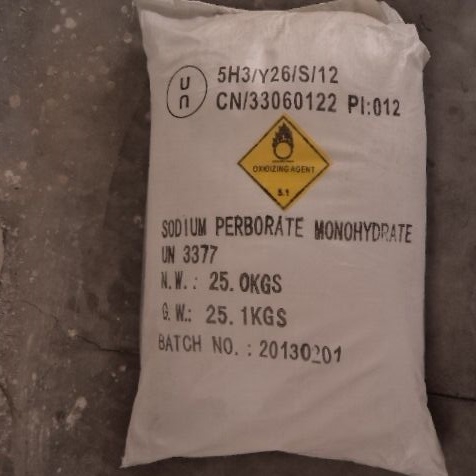 UN
5H3/Y26/S/12
CN/33060122 PI:012
OXIDIZING AGENT
5.1
SODIUM PERBORATE MONOHYDRATE
UN 3377
N.W.: 25.0KGS
G.W.: 25.1KGS
BATCH NO.: 20130201